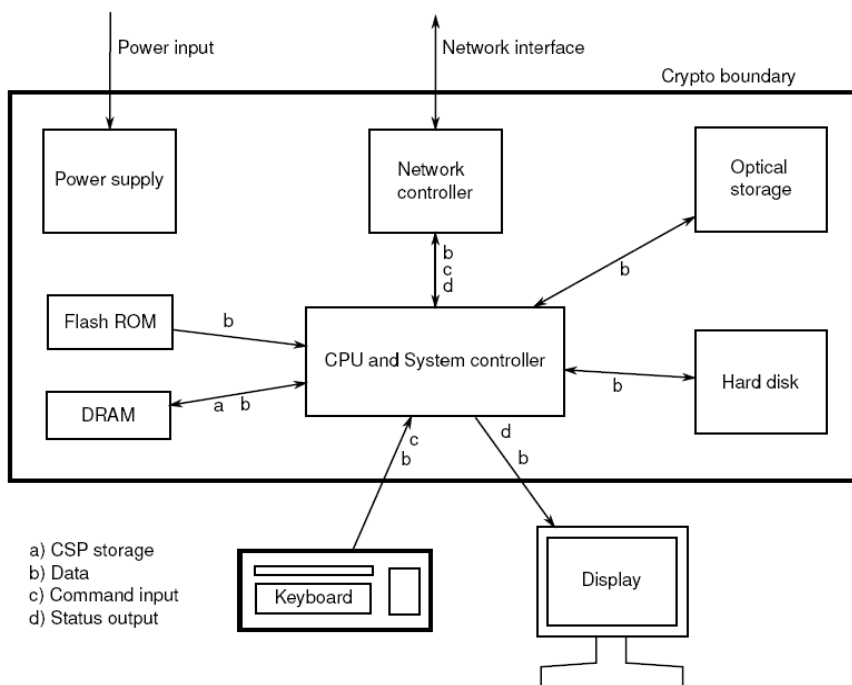 Power input
Network interface
Crypto boundary
Power supply
Network
controller
Optical
storage
b
c
d
b
Flash ROM
b
CPU and System controller
b
Hard disk
DRAM
a b
c
b
d
b
a) CSP storage
b) Data
c) Command input
d) Status output
Keyboard
Display